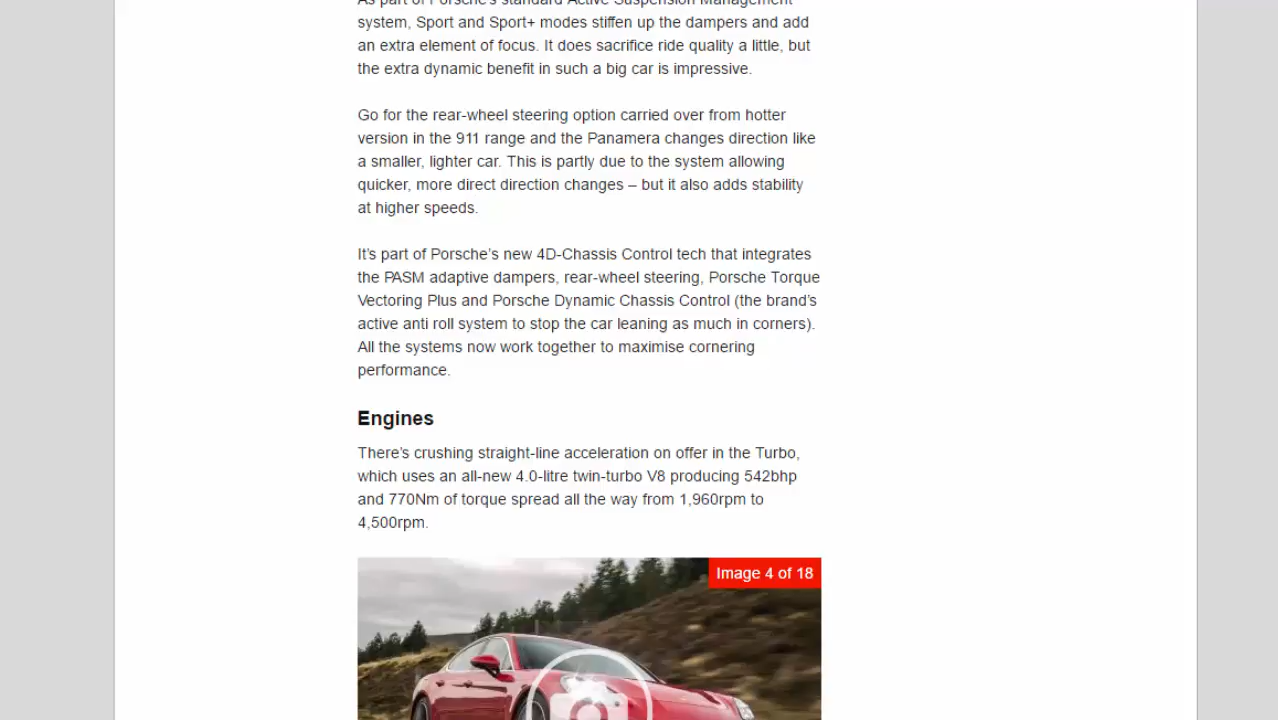 As part of Porsche's standard Active Suspension Management
system, Sport and Sport+ modes stiffen up the dampers and add
an extra element of focus. It does sacrifice ride quality a little, but
the extra dynamic benefit in such a big car is impressive.
Go for the rear-wheel steering option carried over from hotter
version in the 911 range and the Panamera changes direction like
a smaller, lighter car. This is partly due to the system allowing
quicker, more direct direction changes – but it also adds stability
at higher speeds.
It’s part of Porsche’s new 4D-Chassis Control tech that integrates
the PASM adaptive dampers, rear-wheel steering, Porsche Torque
Vectoring Plus and Porsche Dynamic Chassis Control (the brand’s
active anti roll system to stop the car leaning as much in corners).
All the systems now work together to maximise cornering
performance.
Engines
There’s crushing straight-line acceleration on offer in the Turbo,
which uses an all-new 4.0-litre twin-turbo V8 producing 542bhp
and 770Nm of torque spread all the way from 1,960rpm to
4,500rpm.
Image 4 of 18